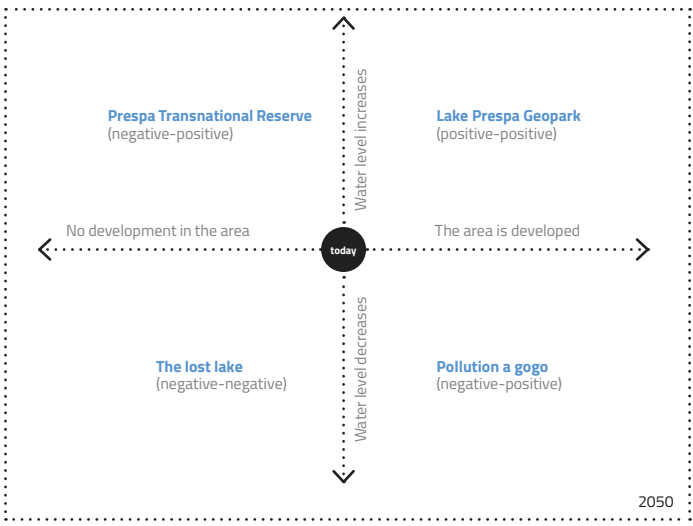 Water level increases
Prespa Transnational Reserve
(negative-positive)
Lake Prespa Geopark
(positive-positive)
No development in the area
The area is developed
today
Water level decreases
The lost lake
(negative-negative)
Pollution a gogo
(negative-positive)
2050